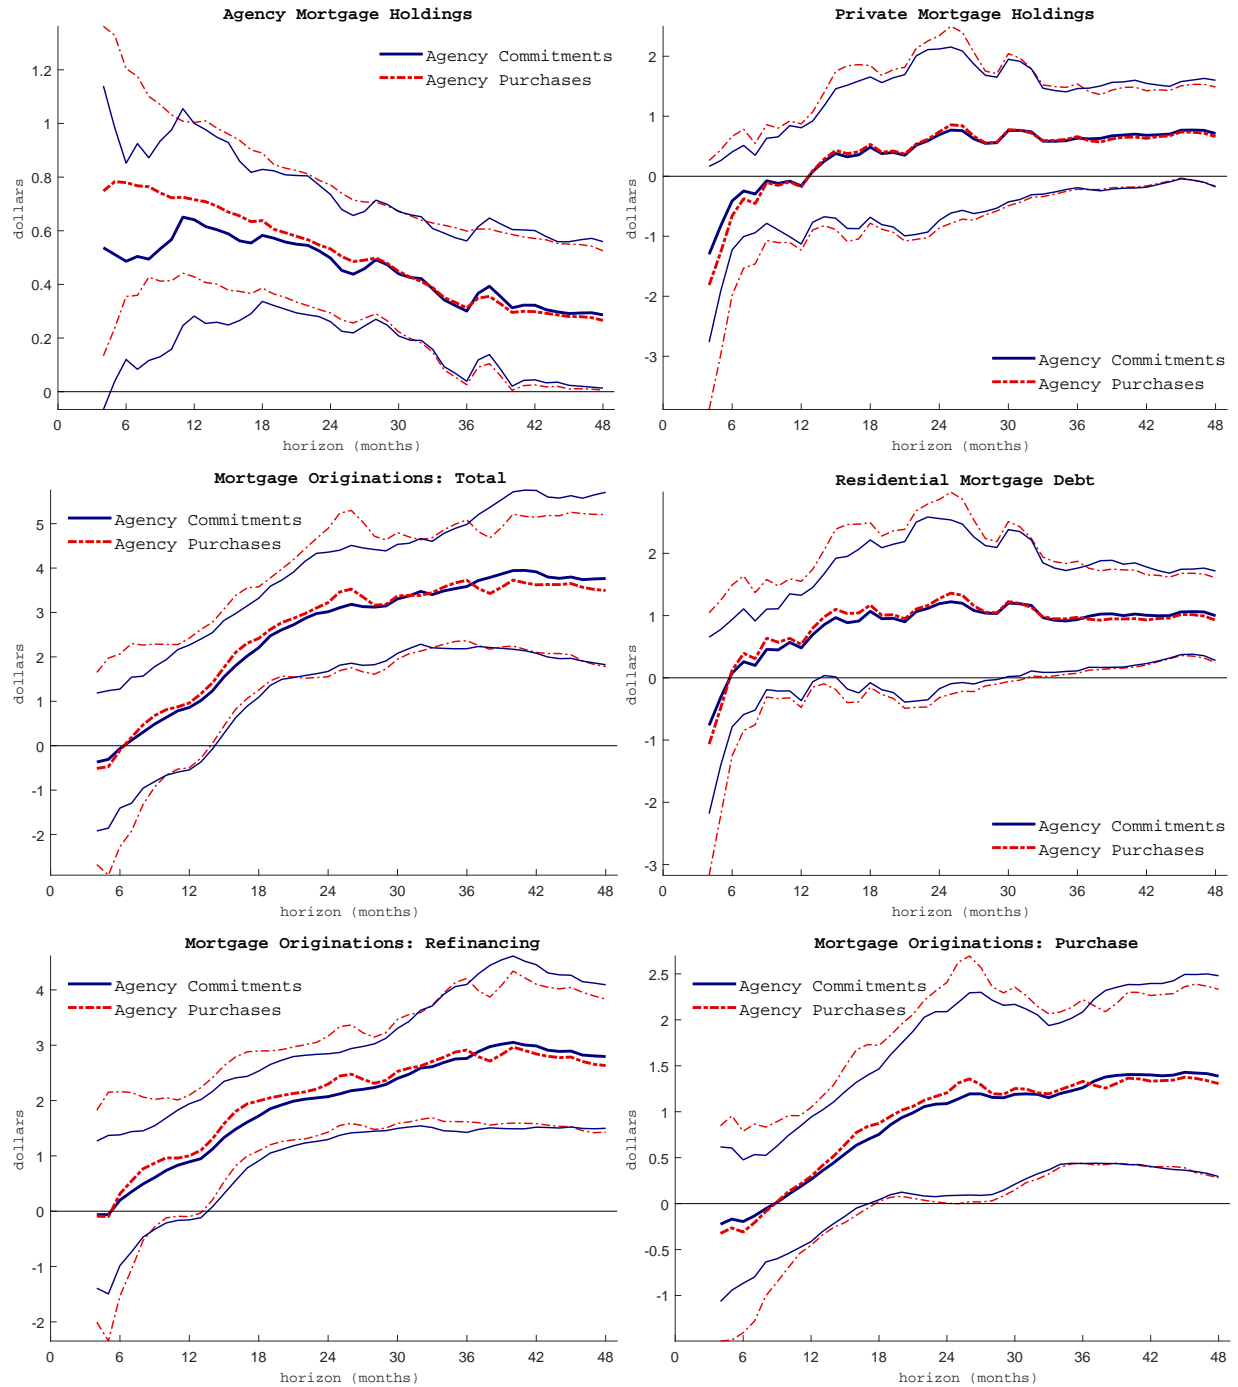 Agency Mortgage Holdings
Agency Commitments
Agency Purchases
dollars
1.2
1
0.8
0.6
0.4
0.2
0
0 6 12 18 24 30 36 42 48
horizon (months)
Private Mortgage Holdings
dollars
2
1
0
-1
-2
-3
Agency Commitments
Agency Purchases
0 6 12 18 24 30 36 42 48
horizon (months)
Mortgage Originations: Total
Agency Commitments
Agency Purchases
dollars
5
4
3
2
1
0
-1
-2
0 6 12 18 24 30 36 42 48
horizon (months)
Residential Mortgage Debt
dollars
2
1
0
-1
-2
-3
Agency Commitments
Agency Purchases
0 6 12 18 24 30 36 42 48
horizon (months)
Mortgage Originations: Refinancing
Agency Commitments
Agency Purchases
dollars
4
3
2
1
0
-1
-2
0 6 12 18 24 30 36 42 48
horizon (months)
Mortgage Originations: Purchase
Agency Commitments
Agency Purchases
dollars
2.5
2
1.5
1
0.5
0
-0.5
-1
0 6 12 18 24 30 36 42 48
horizon (months)